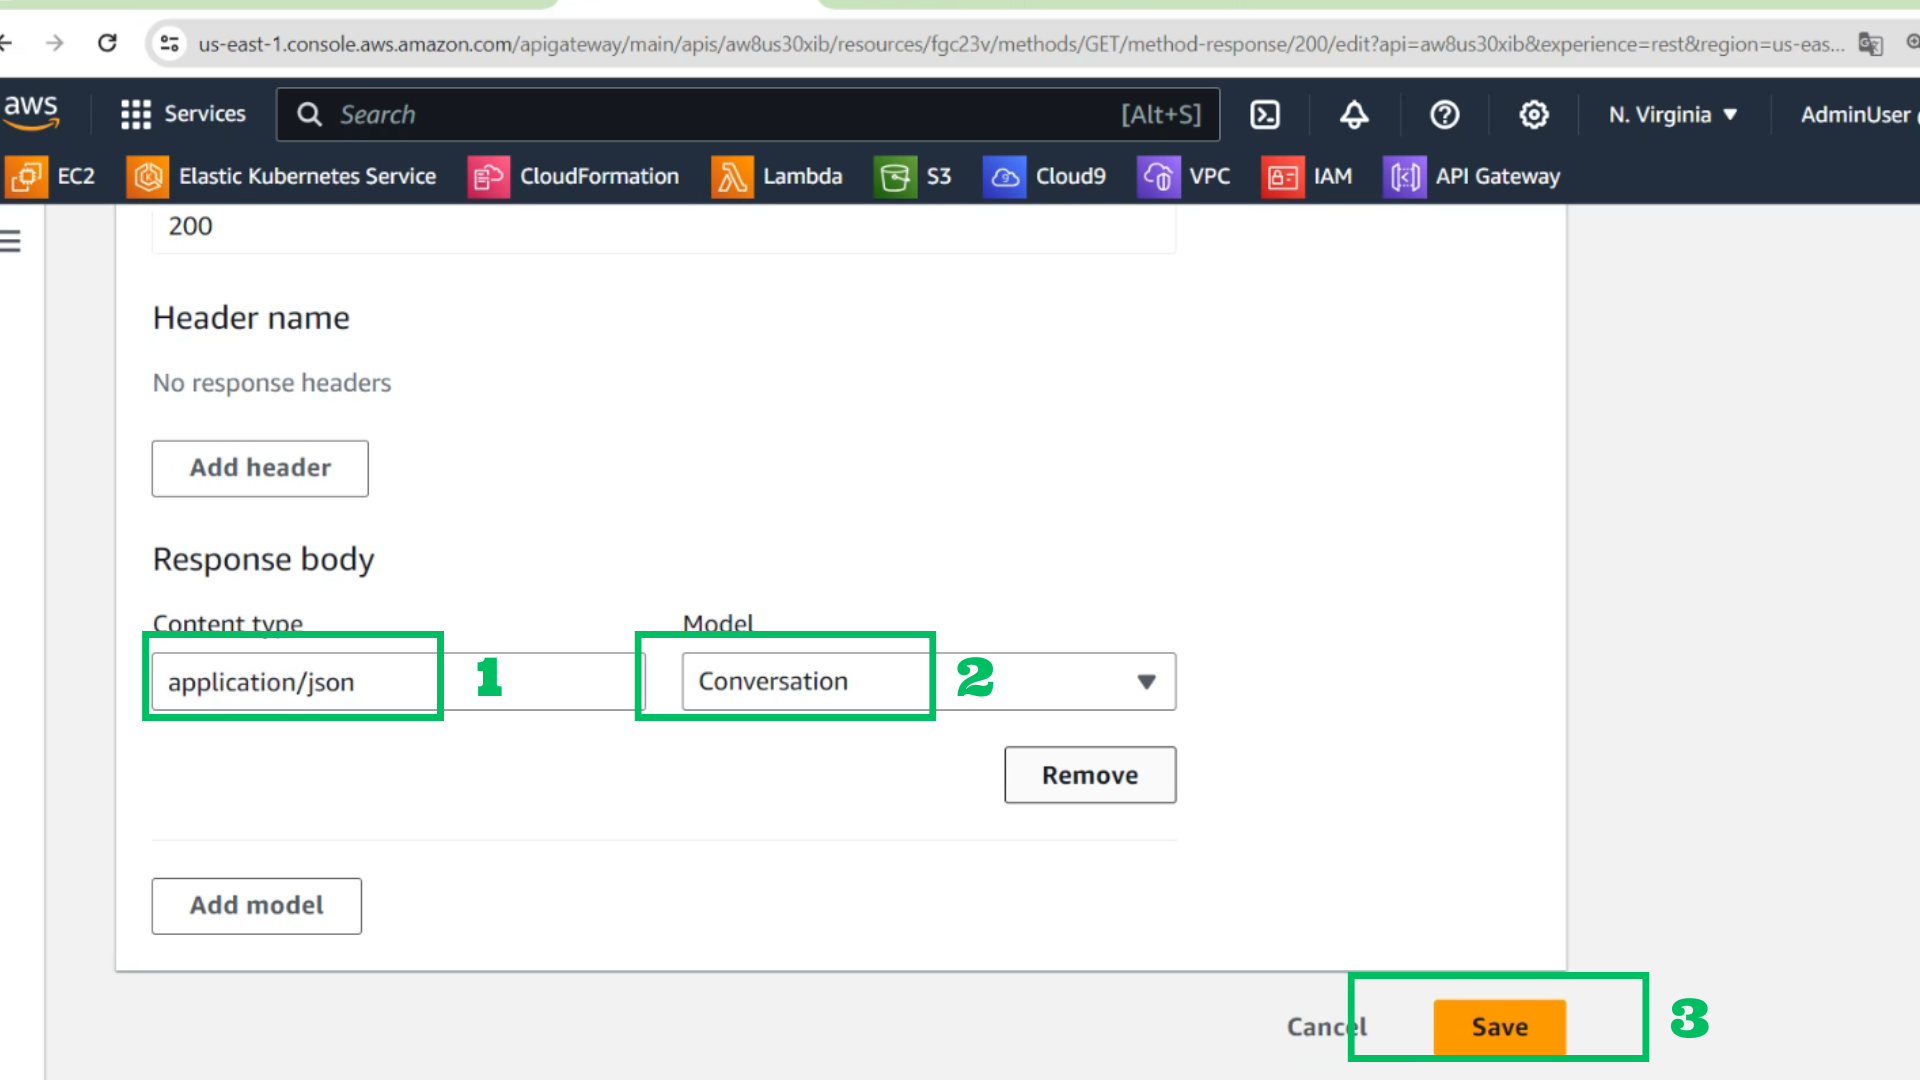 us-east-1.console.aws.amazon.com/apigateway/main/apis/aw8us30xib/resources/fgc23v/methods/GET/method-response/200/edit?api=aw8us30xib&experience=rest&region=us-eas...
aws Services Search [Alt+S] N. Virginia AdminUser
EC2 Elastic Kubernetes Service CloudFormation Lambda S3 Cloud9 VPC IAM API Gateway
200
Header name
No response headers
Add header
Response body
Content type Model
application/json 1 Conversation 2
Remove
Add model
Cancel Save 3